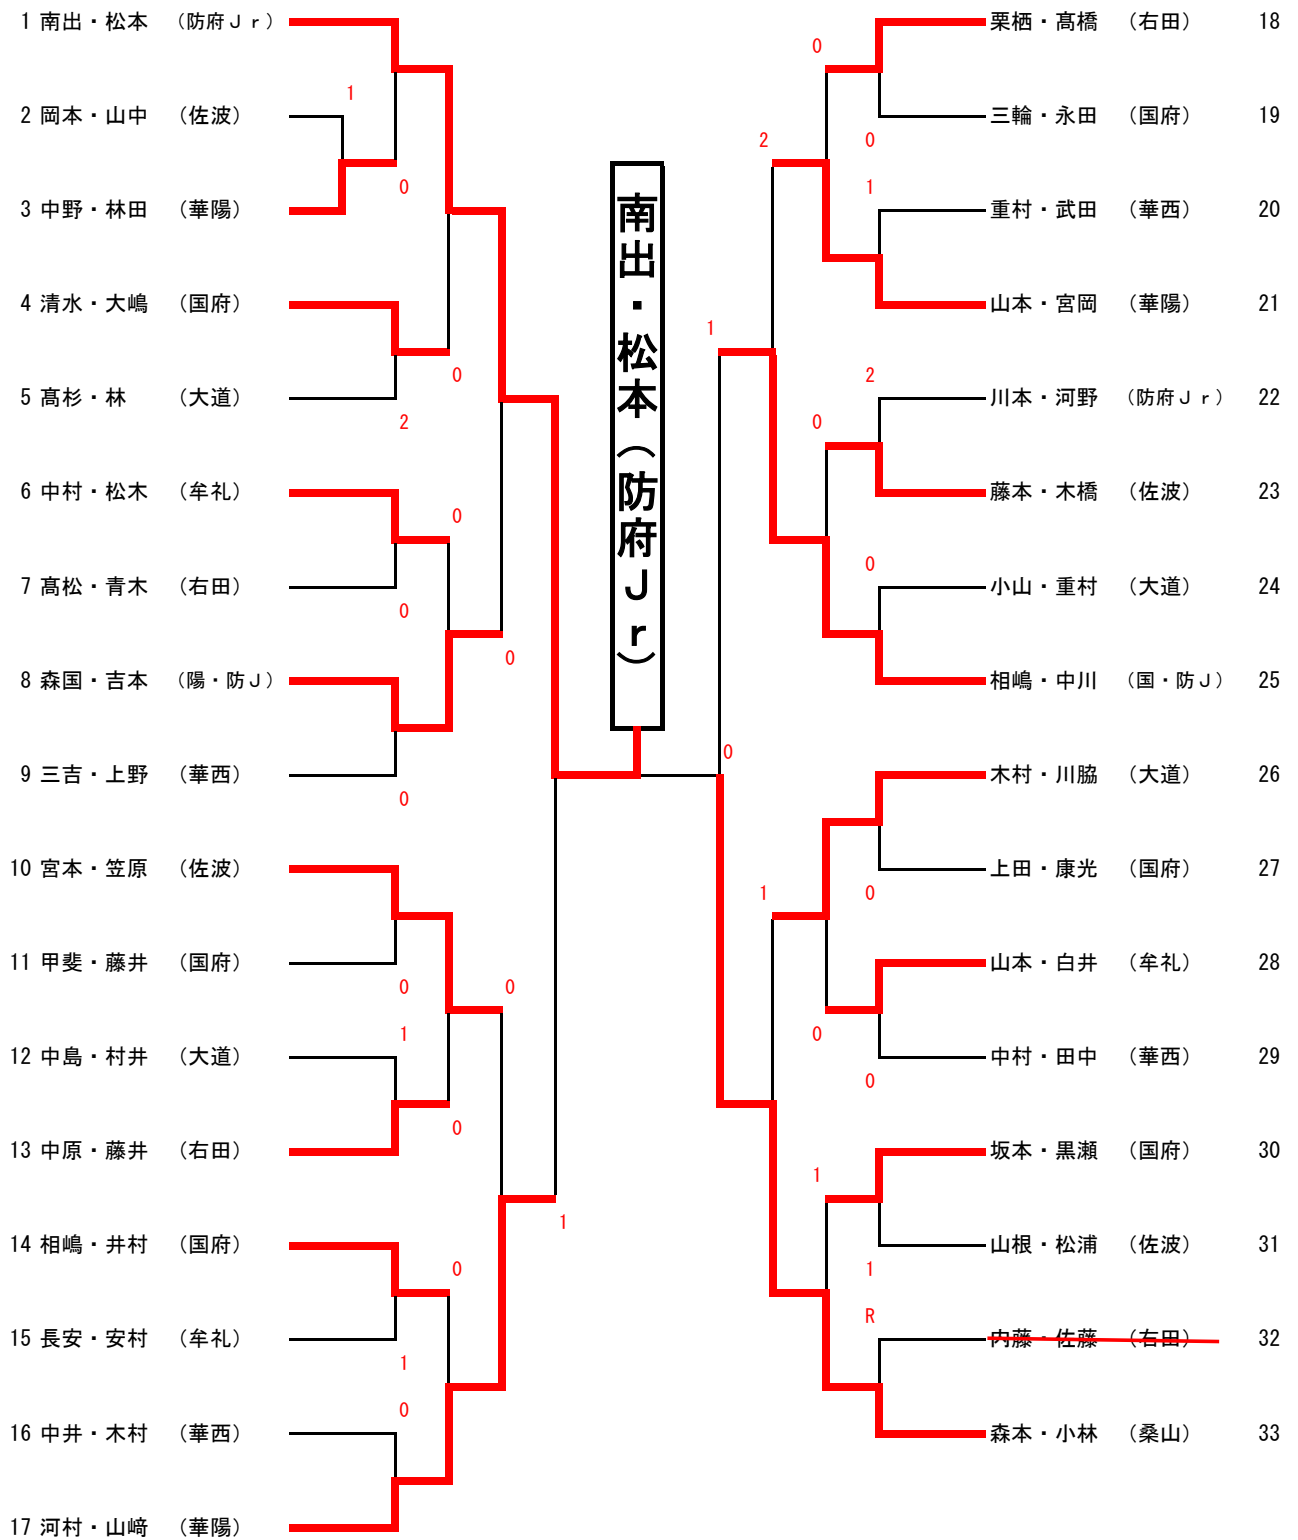 1 南出・松本 （防府Ｊｒ）
1
2 岡本・山中 （佐波）
0
3 中野・林田 （華陽）
4 清水・大嶋 （国府）
0
5 髙杉・林 （大道）
2
6 中村・松木 （牟礼）
0
7 髙松・青木 （右田）
0
0
8 森国・吉本 （陽・防Ｊ）
9 三吉・上野 （華西）
0
10 宮本・笠原 （佐波）
11 甲斐・藤井 （国府）
0
0
1
12 中島・村井 （大道）
0
13 中原・藤井 （右田）
1
14 相嶋・井村 （国府）
0
15 長安・安村 （牟礼）
1
0
16 中井・木村 （華西）
17 河村・山﨑 （華陽）
南出・松本（防府Ｊｒ）
栗栖・髙橋 （右田） 18
0
三輪・永田 （国府） 19
2
0
1
重村・武田 （華西） 20
山本・宮岡 （華陽） 21
1
2
川本・河野 （防府Ｊｒ） 22
0
藤本・木橋 （佐波） 23
0
小山・重村 （大道） 24
相嶋・中川 （国・防Ｊ） 25
0
木村・川脇 （大道） 26
上田・康光 （国府） 27
1
0
山本・白井 （牟礼） 28
0
中村・田中 （華西） 29
0
坂本・黒瀬 （国府） 30
1
山根・松浦 （佐波） 31
1
R
内藤・佐藤 （右田） 32
森本・小林 （桑山） 33